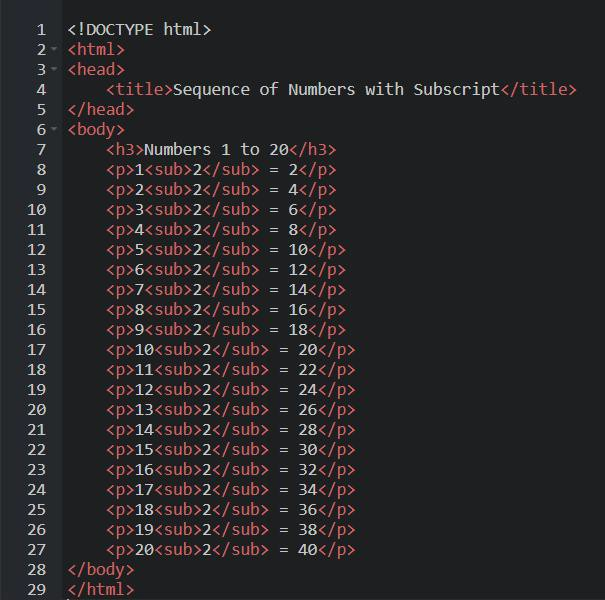 1 <!DOCTYPE html>
2 <html>
3 <head>
4     <title>Sequence of Numbers with Subscript</title>
5 </head>
6 <body>
7     <h3>Numbers 1 to 20</h3>
8     <p>1<sub>2</sub> = 2</p>
9     <p>2<sub>2</sub> = 4</p>
10     <p>3<sub>2</sub> = 6</p>
11     <p>4<sub>2</sub> = 8</p>
12     <p>5<sub>2</sub> = 10</p>
13     <p>6<sub>2</sub> = 12</p>
14     <p>7<sub>2</sub> = 14</p>
15     <p>8<sub>2</sub> = 16</p>
16     <p>9<sub>2</sub> = 18</p>
17     <p>10<sub>2</sub> = 20</p>
18     <p>11<sub>2</sub> = 22</p>
19     <p>12<sub>2</sub> = 24</p>
20     <p>13<sub>2</sub> = 26</p>
21     <p>14<sub>2</sub> = 28</p>
22     <p>15<sub>2</sub> = 30</p>
23     <p>16<sub>2</sub> = 32</p>
24     <p>17<sub>2</sub> = 34</p>
25     <p>18<sub>2</sub> = 36</p>
26     <p>19<sub>2</sub> = 38</p>
27     <p>20<sub>2</sub> = 40</p>
28 </body>
29 </html>